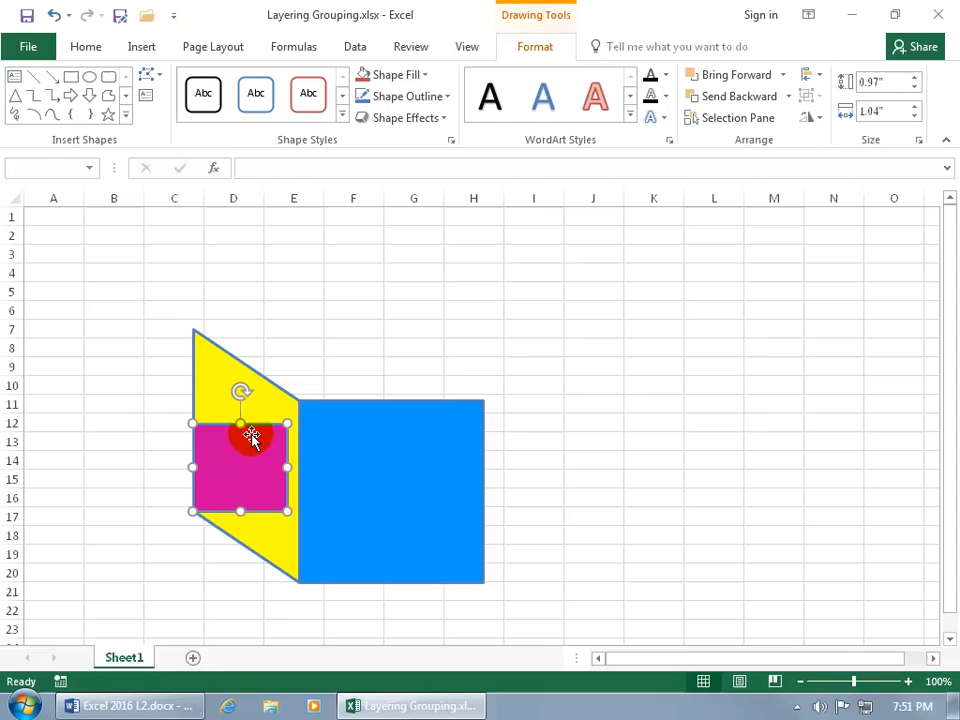 Layering Grouping.xlsx - Excel
Drawing Tools
Sign in
File
Home
Insert
Page Layout
Formulas
Data
Review
View
Format
Tell me what you want to do
Share
Abc
Abc
Abc
Shape Fill
Shape Outline
Shape Effects
A A A
A
A
A
Bring Forward
Send Backward
Selection Pane
0.97"
1.04"
Insert Shapes
Shape Styles
WordArt Styles
Arrange
Size
fx
A B C D E F G H I J K L M N O
1
2
3
4
5
6
7
8
9
10
11
12
13
14
15
16
17
18
19
20
21
22
23
Sheet1
Ready
100%
Excel 2016 L2.docx - ...
Layering Grouping.xl...
7:51 PM